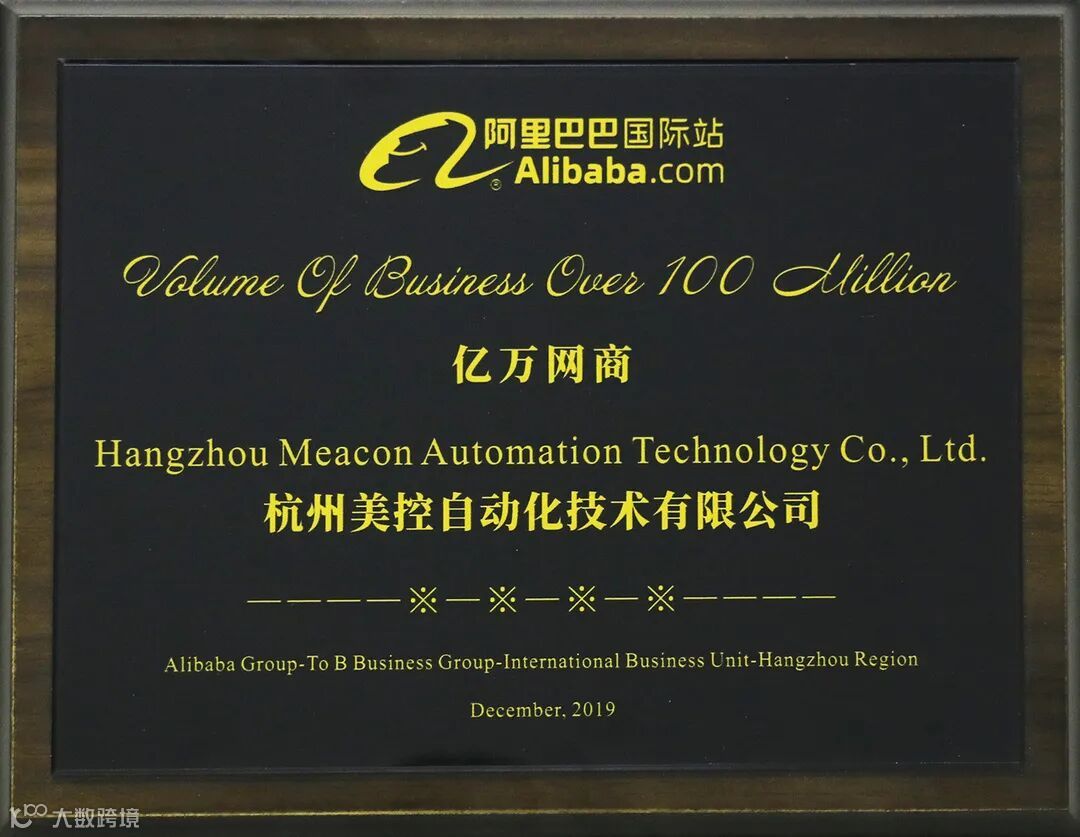 阿里巴巴国际站
Alibaba.com
Volume Of Business Over 100 Million
亿万网商
Hangzhou Meacon Automation Technology Co., Ltd.
杭州美控自动化技术有限公司
————※—※—※—※————
Alibaba Group-To B Business Group-International Business Unit-Hangzhou Region
December, 2019
大数跨境